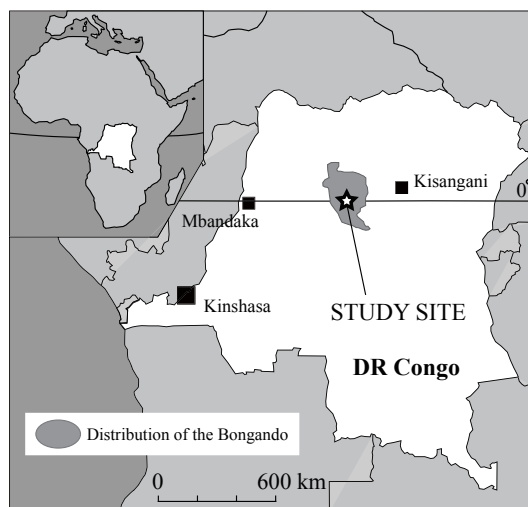 Kisangani
0°
Mbandaka
Kinshasa
STUDY SITE
DR Congo
Distribution of the Bongando
0 600 km